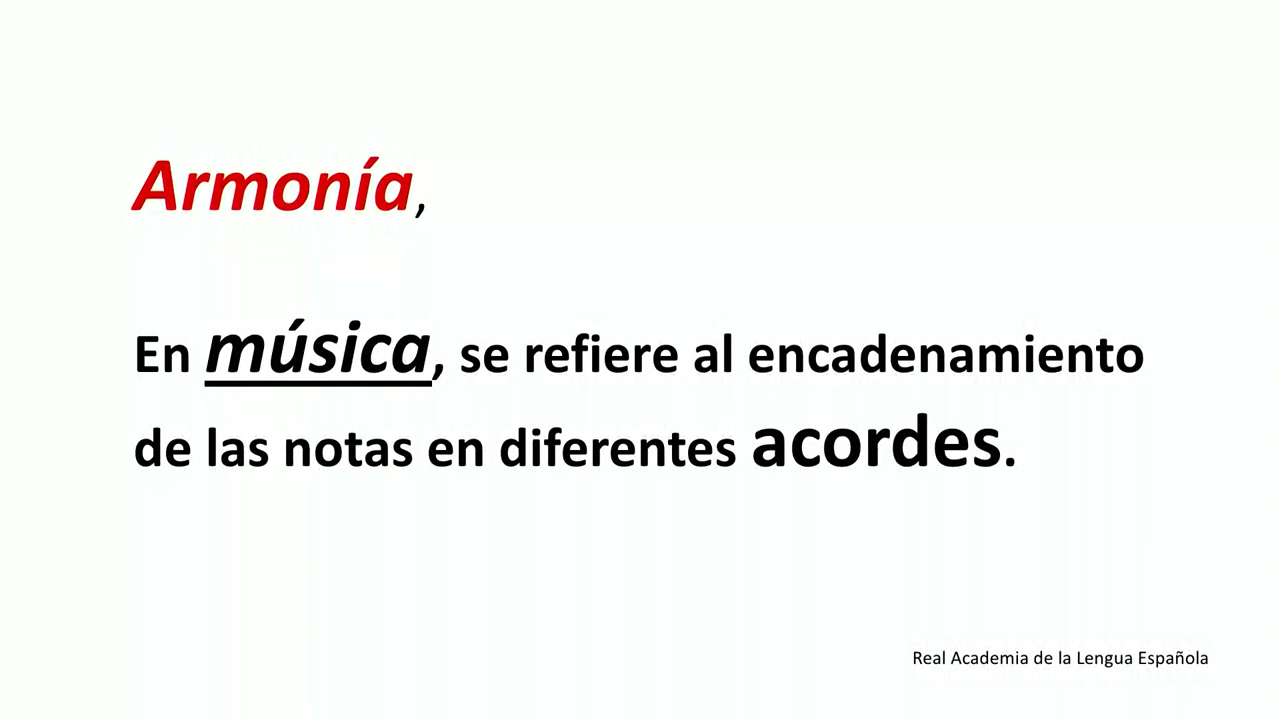 Armonía,
En música, se refiere al encadenamiento
de las notas en diferentes acordes.
Real Academia de la Lengua Española